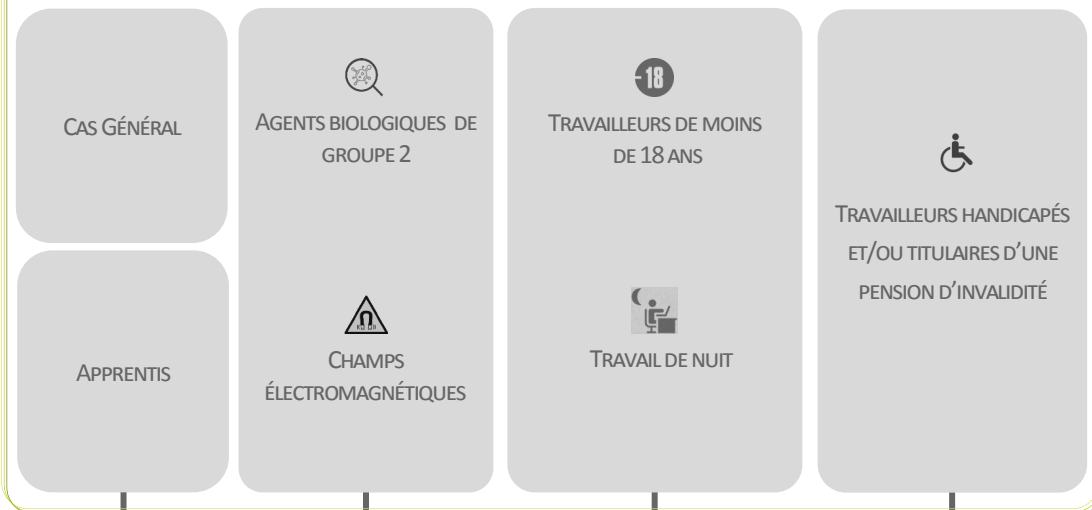 CAS GÉNÉRAL
APPRENTIS
AGENTS BIOLOGIQUES DE
GROUPE 2
CHAMPS
ÉLECTROMAGNÉTIQUES
-18
TRAVAILLEURS DE MOINS
DE 18 ANS
TRAVAIL DE NUIT
TRAVAILLEURS HANDICAPÉS
ET/OU TITULAIRES D'UNE
PENSION D'INVALIDITÉ